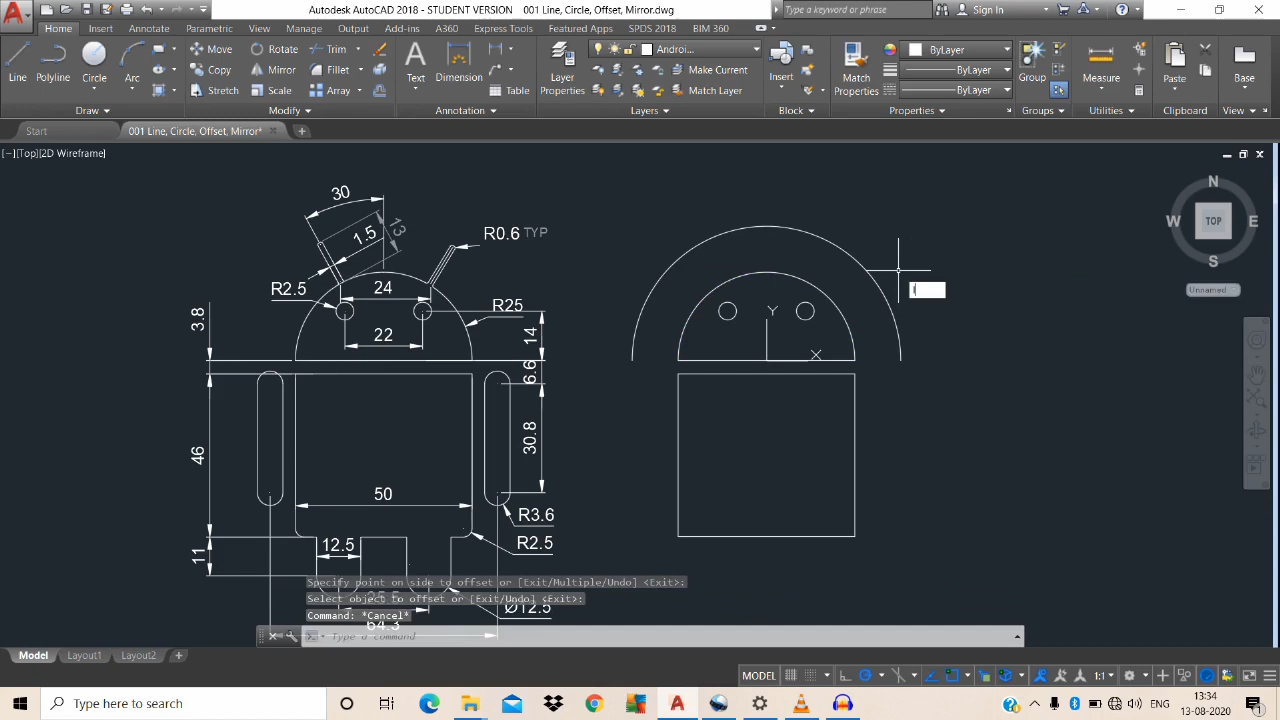 Autodesk AutoCAD 2018 - STUDENT VERSION 001 Line, Circle, Offset, Mirror.dwg
Type a keyword or phrase
Sign In
Home Insert Annotate Parametric View Manage Output Add-ins A360 Express Tools Featured Apps SPDS 2018 BIM 360
Line Polyline Circle Arc
Move Rotate Trim
Copy Mirror Fillet
Stretch Scale Array
Text Dimension Table
Layer Properties
Androi...
Make Current
Match Layer
Insert
Match Properties
ByLayer
ByLayer
ByLayer
Group Measure Paste Base
Draw Modify Annotation Layers Block Properties Groups Utilities Clipboard View
Start 001 Line, Circle, Offset, Mirror*
[−][Top][2D Wireframe]
30
13
1.5
R0.6 TYP
R2.5
24
R25
3.8
22
14
6.6
46
30.8
50
R3.6
R2.5
12.5
11
Ø12.5
64.3
Y
X
N
W TOP E
S
Unnamed
Specify point on side to offset or [Exit/Multiple/Undo] <Exit>:
Select object to offset or [Exit/Undo] <Exit>:
Command: *Cancel*
Type a command
Model Layout1 Layout2
MODEL
1:1
Type here to search
ENG
13:34
13-08-2020